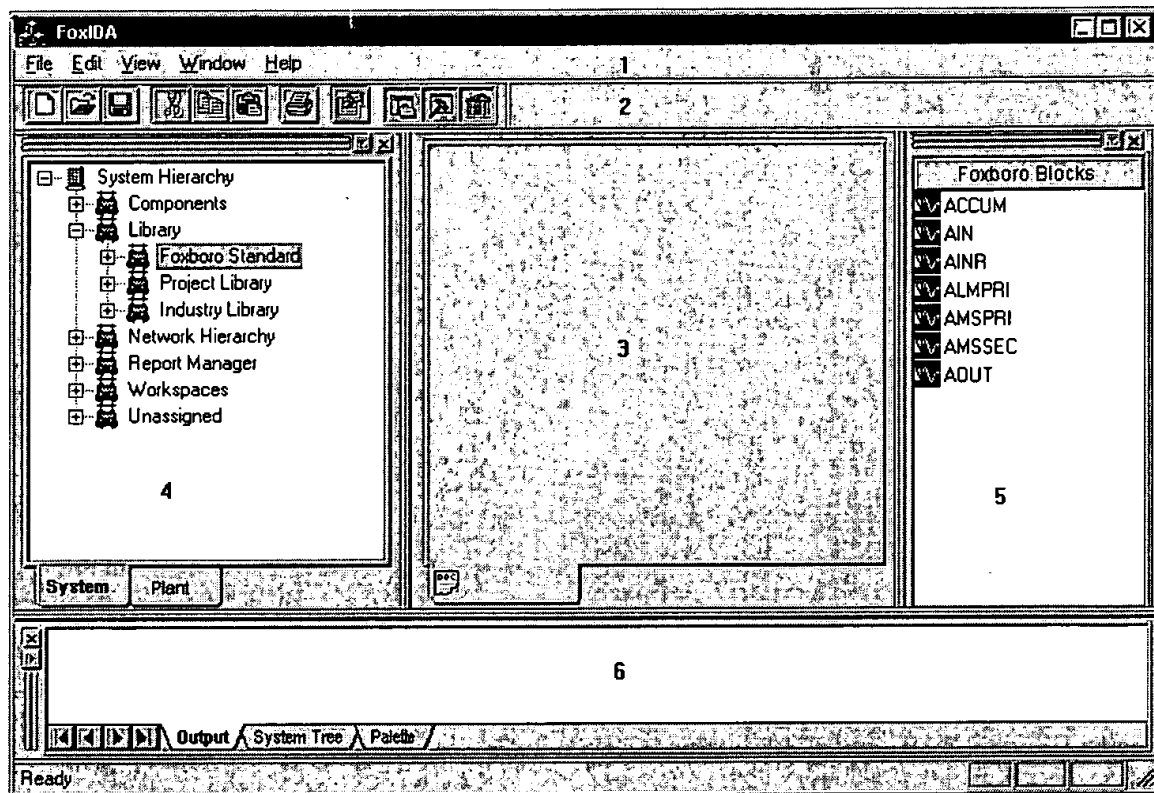 FoxIDA
File Edit View Window Help
1
2
System Hierarchy
Components
Library
Foxboro Standard
Project Library
Industry Library
Network Hierarchy
Report Manager
Workspaces
Unassigned
4
System
Plant
3
DOC
Foxboro Blocks
ACCUM
AIN
AINR
ALMPRI
AMSPRI
AMSSEC
AOUT
5
6
Output
System Tree
Palette
Ready